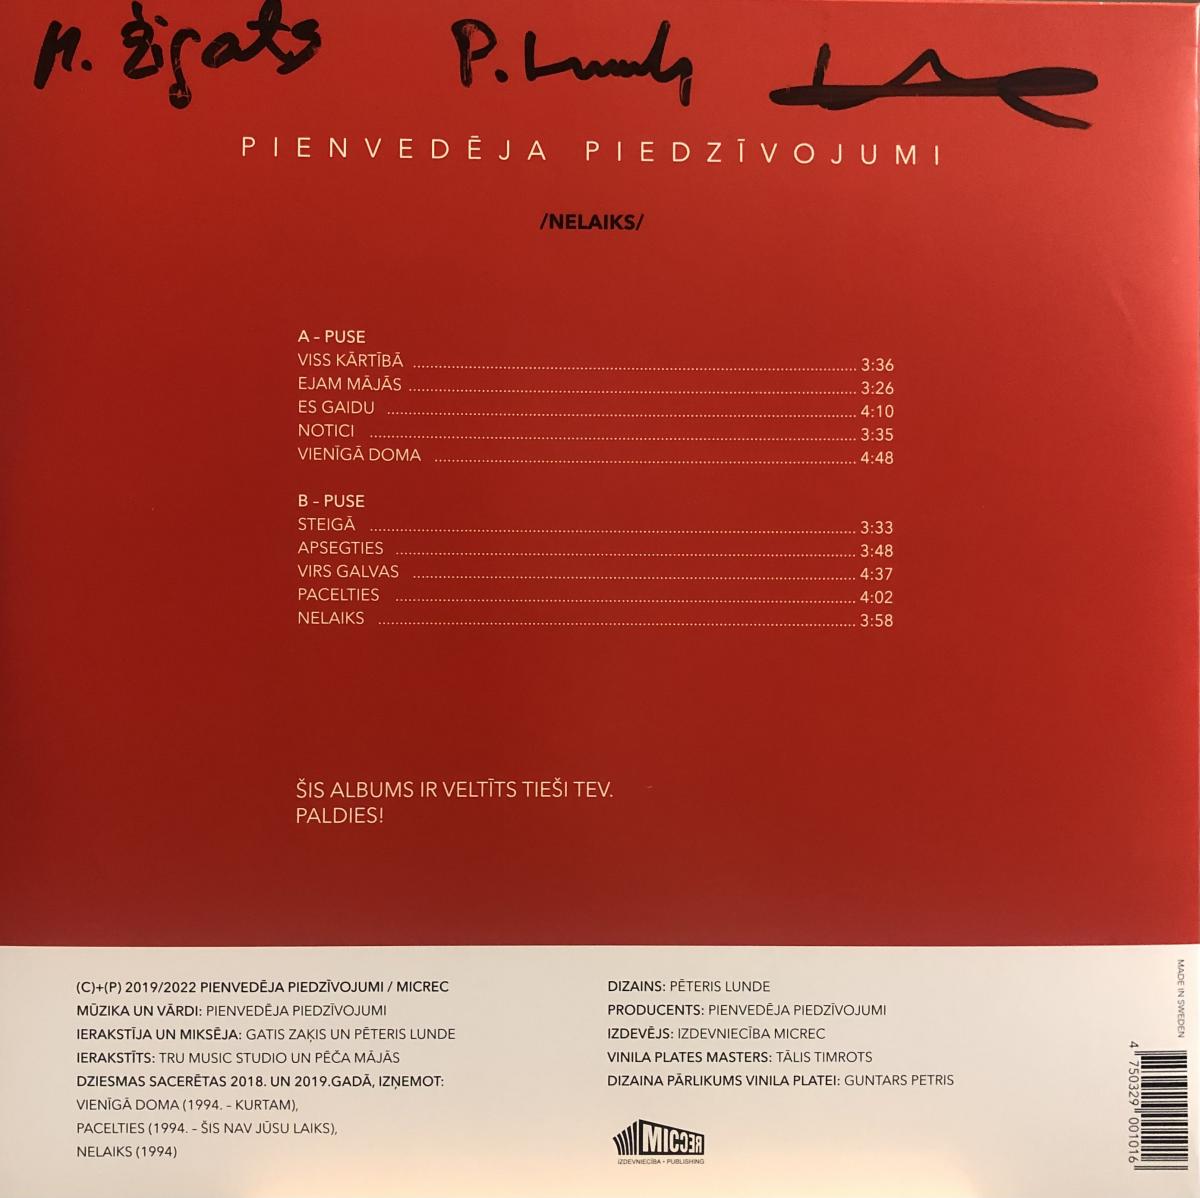 M. Žigats P. Lunde
PIENVEDĒJA PIEDZĪVOJUMI
/NELAIKS/
A – PUSE
VISS KĀRTĪBĀ 3:36
EJAM MĀJĀS 3:26
ES GAIDU 4:10
NOTICI 3:35
VIENĪGĀ DOMA 4:48
B – PUSE
STEIGĀ 3:33
APSEGTIES 3:48
VIRS GALVAS 4:37
PACELTIES 4:02
NELAIKS 3:58
ŠIS ALBUMS IR VELTĪTS TIEŠI TEV.
PALDIES!
(C)+(P) 2019/2022 PIENVEDĒJA PIEDZĪVOJUMI / MICREC
MŪZIKA UN VĀRDI: PIENVEDĒJA PIEDZĪVOJUMI
IERAKSTĪJA UN MIKSĒJA: GATIS ZAĶIS UN PĒTERIS LUNDE
IERAKSTĪTS: TRU MUSIC STUDIO UN PĒČA MĀJĀS
DZIESMAS SACERĒTAS 2018. UN 2019.GADĀ, IZŅEMOT:
VIENĪGĀ DOMA (1994. – KURTAM),
PACELTIES (1994. – ŠIS NAV JŪSU LAIKS),
NELAIKS (1994)
DIZAINS: PĒTERIS LUNDE
PRODUCENTS: PIENVEDĒJA PIEDZĪVOJUMI
IZDEVĒJS: IZDEVNIECĪBA MICREC
VINILA PLATES MASTERS: TĀLIS TIMROTS
DIZAINA PĀRLIKUMS VINILA PLATEI: GUNTARS PETRIS
MICREC
IZDEVNIECĪBA • PUBLISHING
MADE IN SWEDEN
4 750329 001016